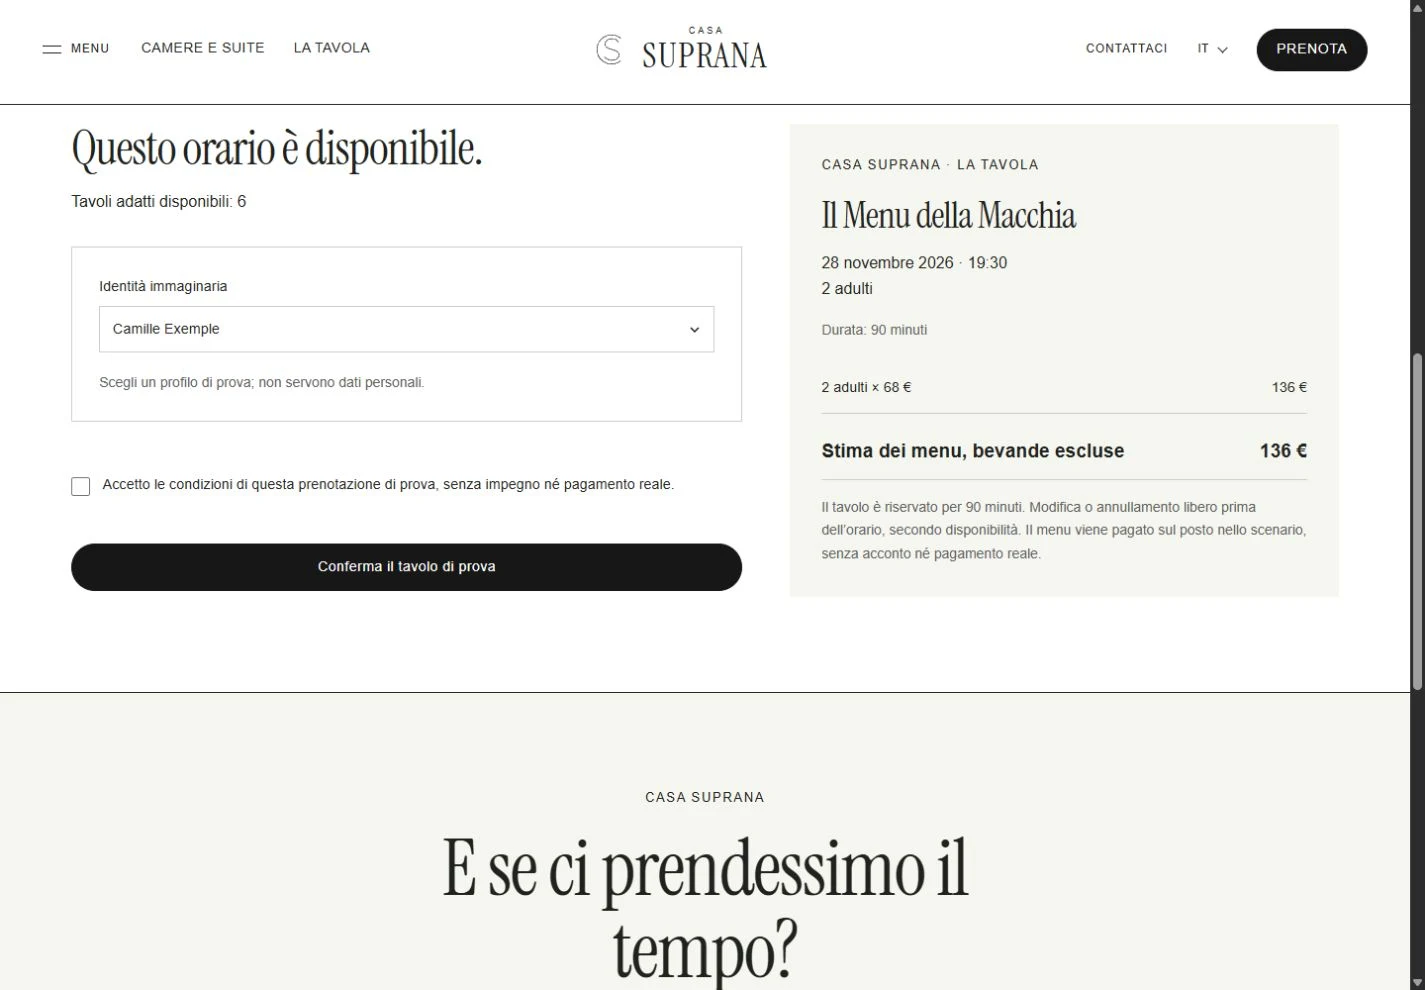 MENU
CAMERE E SUITE
LA TAVOLA
CASA
SUPRANA
CONTATTACI
IT
PRENOTA
Questo orario è disponibile.
Tavoli adatti disponibili: 6
Identità immaginaria
Camille Exemple
Scegli un profilo di prova; non servono dati personali.
Accetto le condizioni di questa prenotazione di prova, senza impegno né pagamento reale.
Conferma il tavolo di prova
CASA SUPRANA · LA TAVOLA
Il Menu della Macchia
28 novembre 2026 · 19:30
2 adulti
Durata: 90 minuti
2 adulti × 68 € 136 €
Stima dei menu, bevande escluse 136 €
Il tavolo è riservato per 90 minuti. Modifica o annullamento libero prima
dell’orario, secondo disponibilità. Il menu viene pagato sul posto nello scenario,
senza acconto né pagamento reale.
CASA SUPRANA
E se ci prendessimo il
tempo?